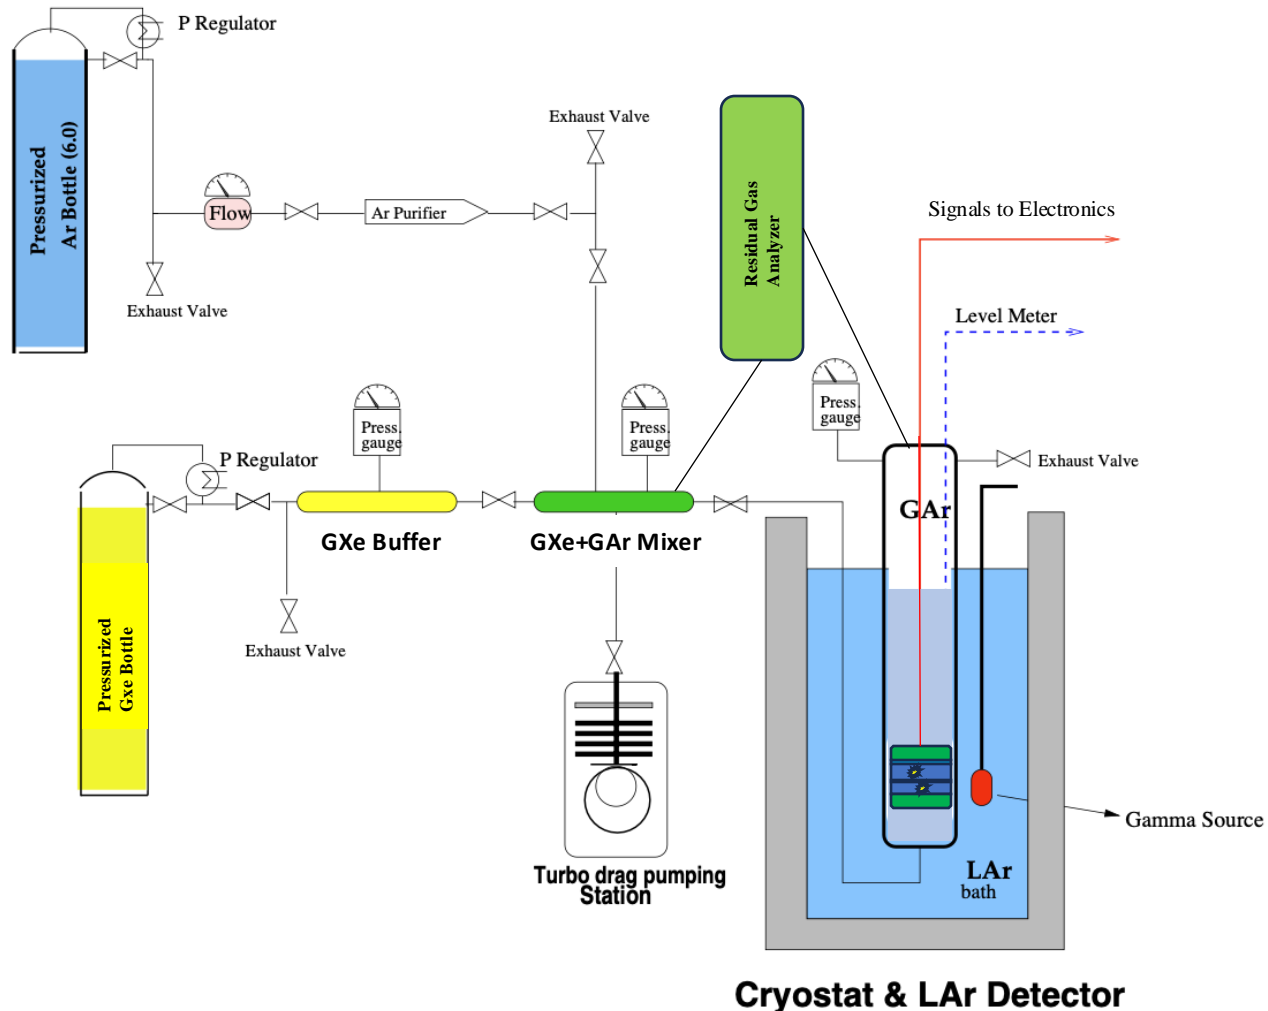 P Regulator
Pressurized
Ar Bottle (6.0)
Exhaust Valve
Flow
Ar Purifier
Exhaust Valve
Residual Gas
Analyzer
Signals to Electronics
Level Meter
Press.
gauge
Press.
gauge
Press.
gauge
P Regulator
Exhaust Valve
GAr
GXe Buffer
GXe+GAr Mixer
Pressurized
Gxe Bottle
Exhaust Valve
Gamma Source
LAr
bath
Turbo drag pumping
Station
Cryostat & LAr Detector